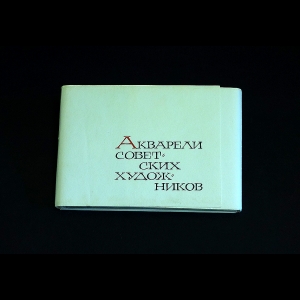 Акварели
совет-
ских
худож-
ников